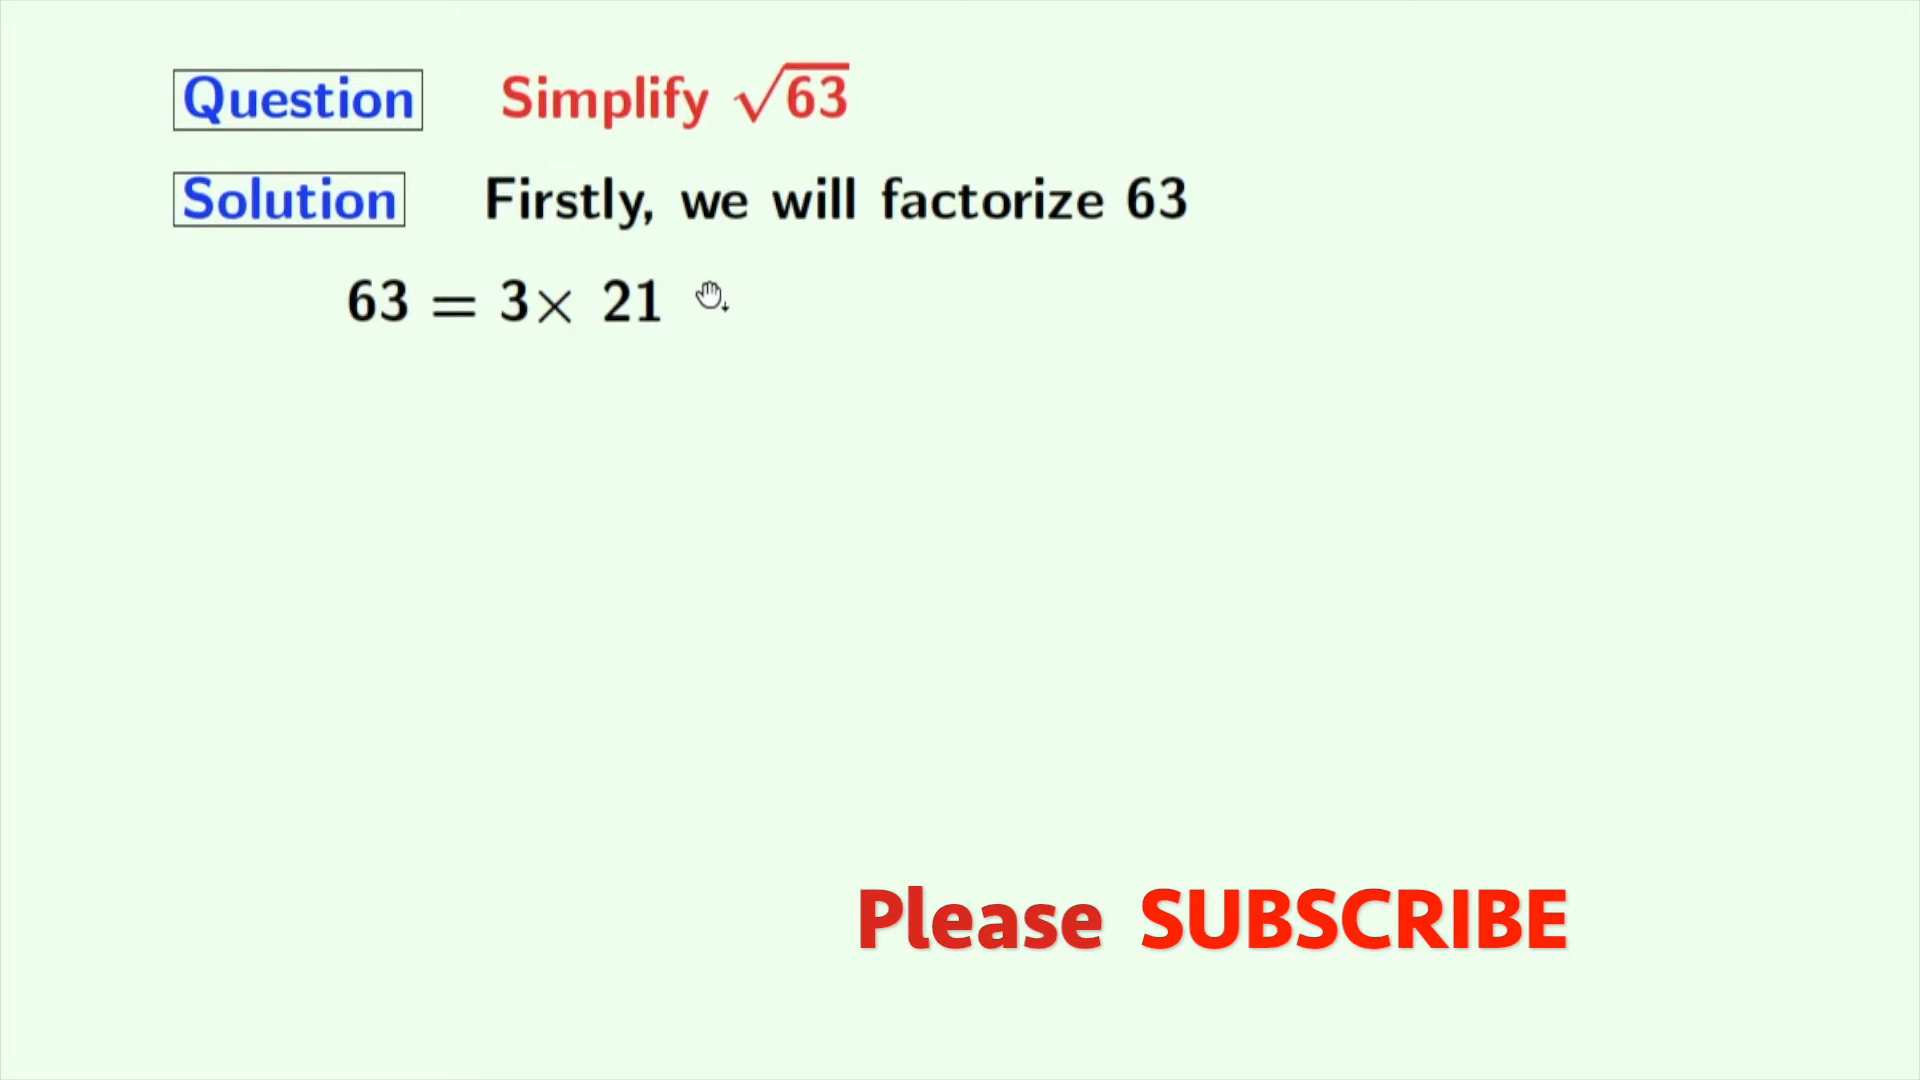 Question Simplify √63
Solution Firstly, we will factorize 63
63 = 3× 21
Please SUBSCRIBE